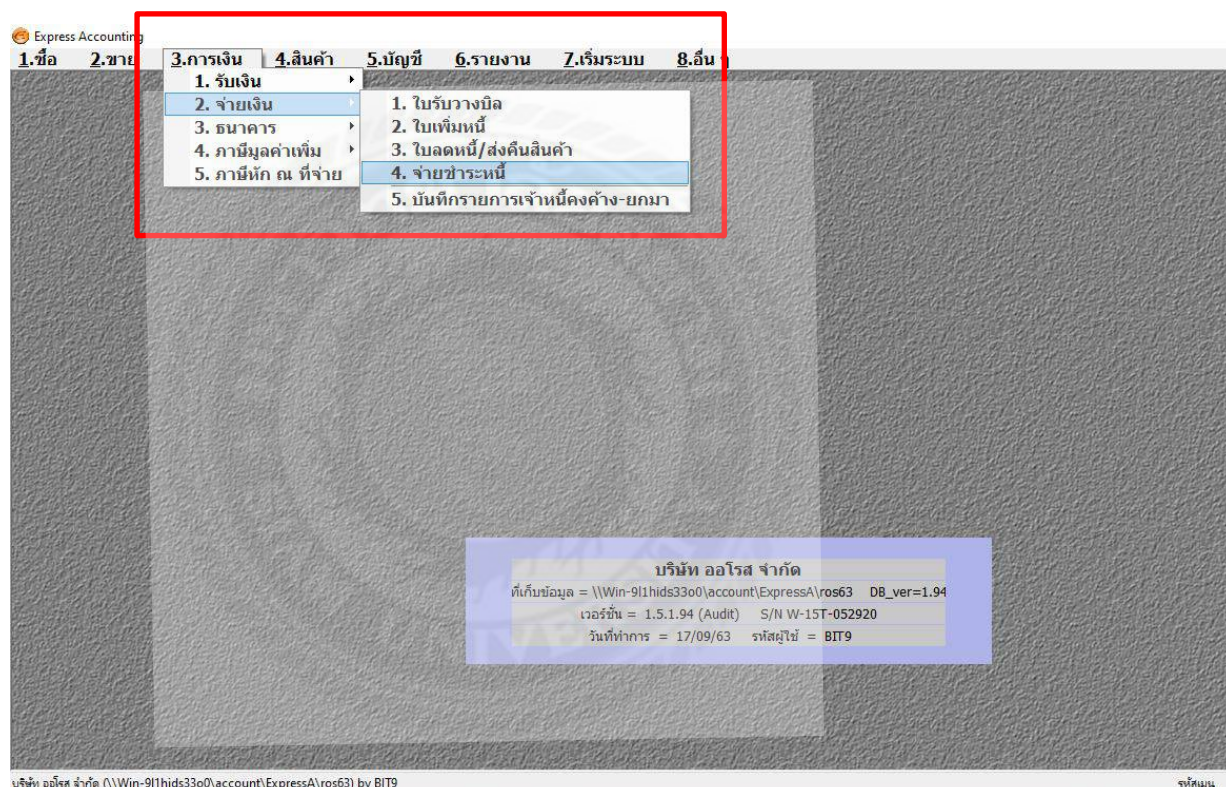 Express Accounting
1.ซื้อ 2.ขาย 3.การเงิน 4.สินค้า 5.บัญชี 6.รายงาน 7.เริ่มระบบ 8.อื่น ๆ
1. รับเงิน
2. จ่ายเงิน
3. ธนาคาร
4. ภาษีมูลค่าเพิ่ม
5. ภาษีหัก ณ ที่จ่าย
1. ใบรับวางบิล
2. ใบเพิ่มหนี้
3. ใบลดหนี้/ส่งคืนสินค้า
4. จ่ายชำระหนี้
5. บันทึกรายการเจ้าหนี้คงค้าง-ยกมา
บริษัท ออโรส จำกัด
ที่เก็บข้อมูล = \\Win-9l1hids33o0\account\ExpressA\ros63 DB_ver=1.94
เวอร์ชั่น = 1.5.1.94 (Audit) S/N W-15T-052920
วันที่ทำการ = 17/09/63 รหัสผู้ใช้ = BIT9
บริษัท ออโรส จำกัด (\\Win-9l1hids33o0\account\ExpressA\ros63) by BIT9 รหัสเมนู